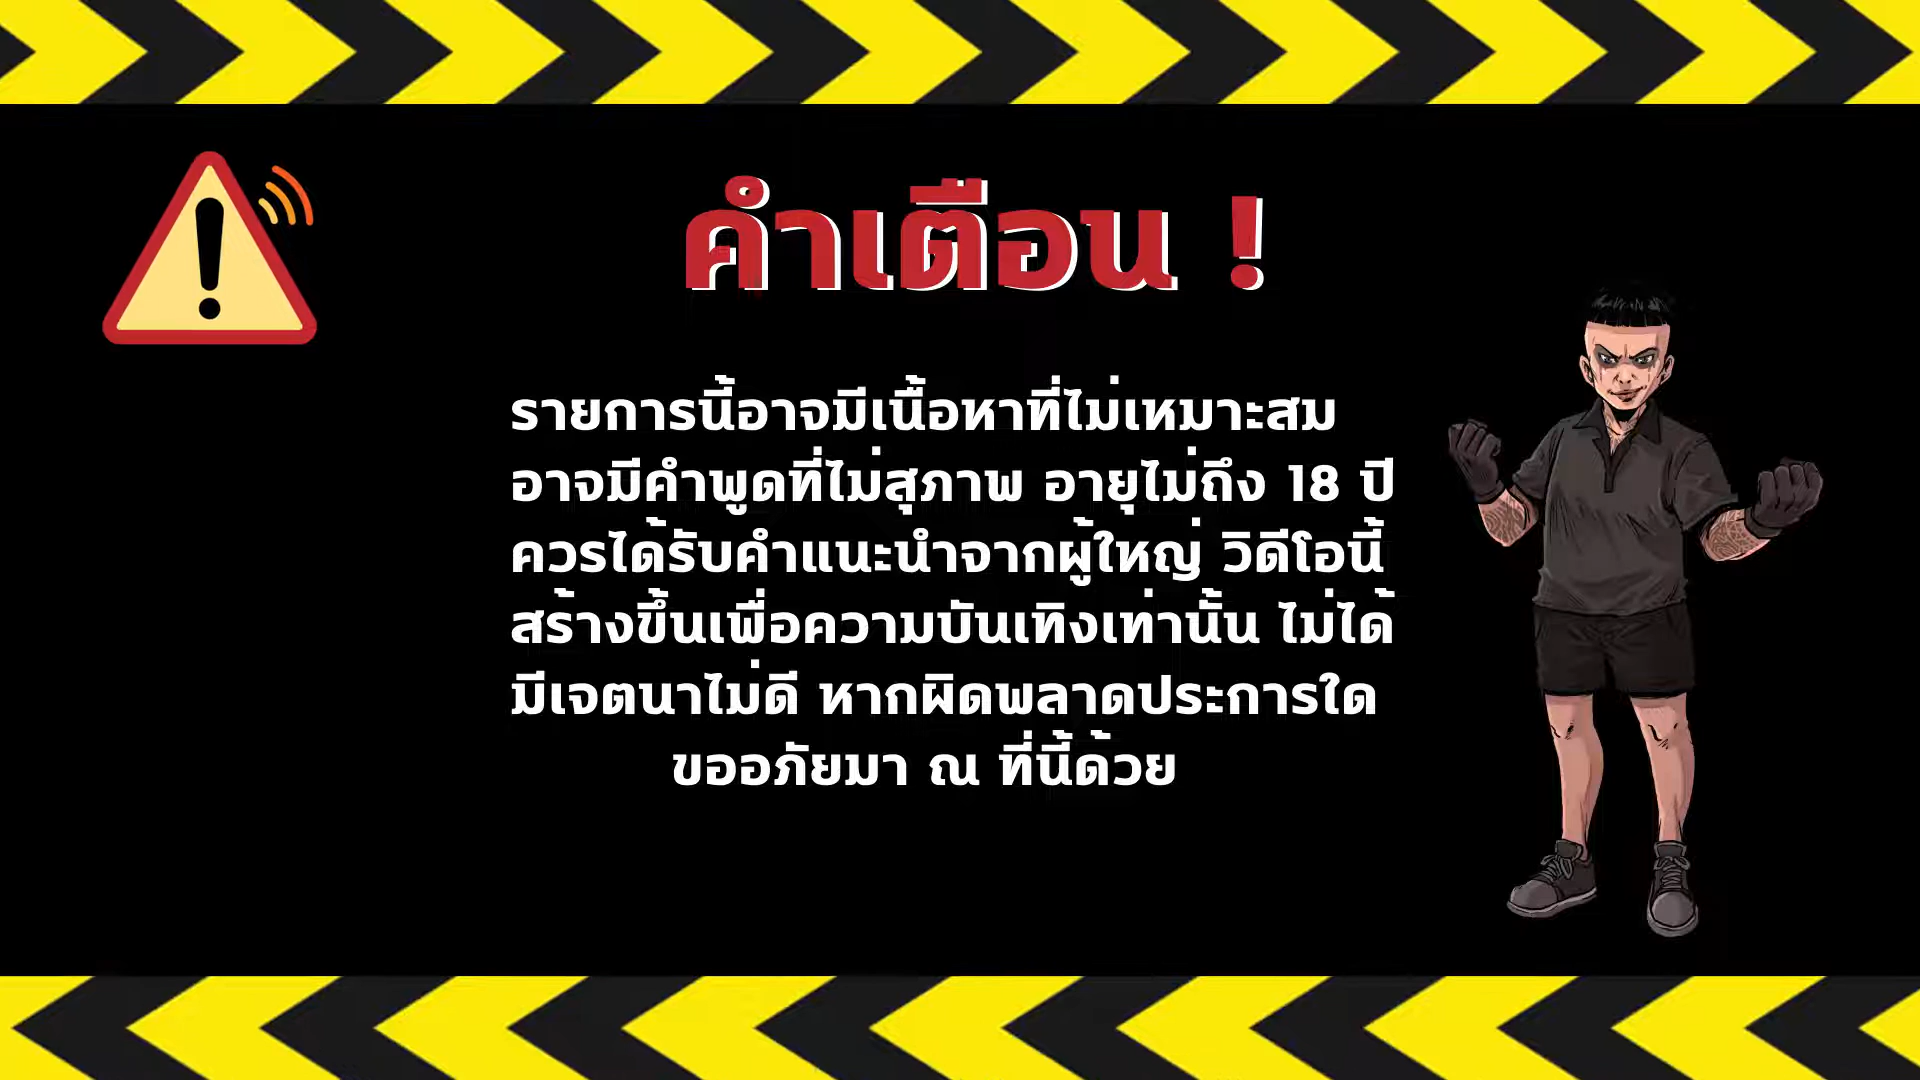 คำเตือน !
รายการนี้อาจมีเนื้อหาที่ไม่เหมาะสม
อาจมีคำพูดที่ไม่สุภาพ อายุไม่ถึง 18 ปี
ควรได้รับคำแนะนำจากผู้ใหญ่ วิดีโอนี้
สร้างขึ้นเพื่อความบันเทิงเท่านั้น ไม่ได้
มีเจตนาไม่ดี หากผิดพลาดประการใด
ขออภัยมา ณ ที่นี้ด้วย